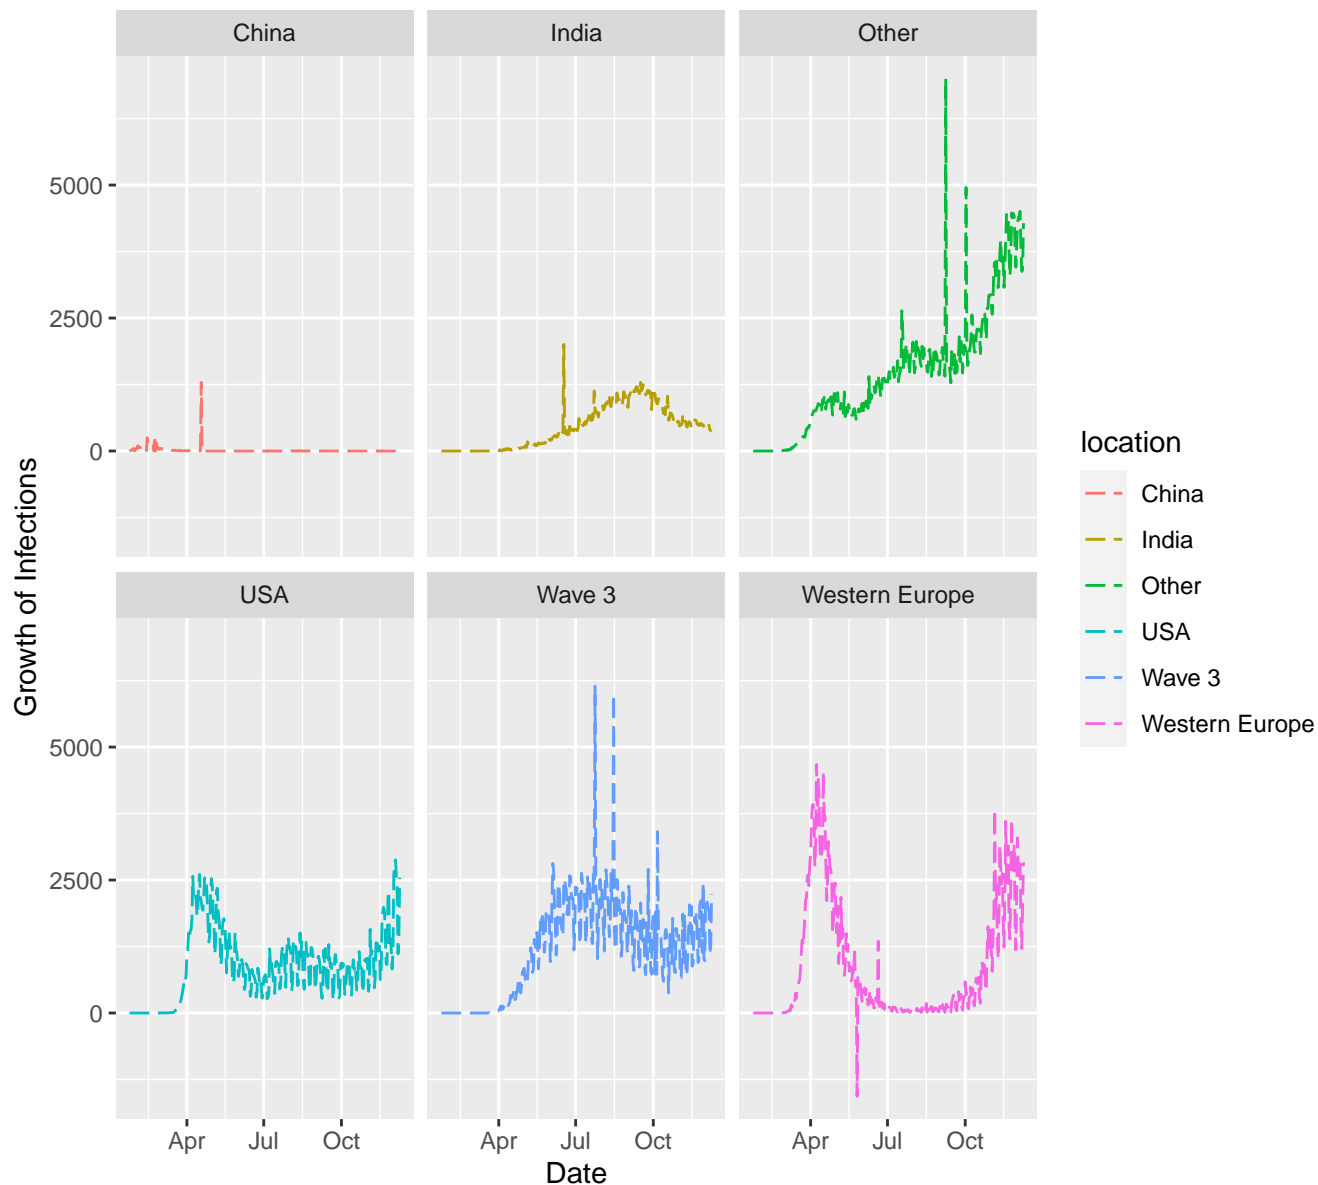 China
India
Other
5000
2500
0
Growth of Infections
USA
Wave 3
Western Europe
5000
2500
0
Apr
Jul
Oct
Apr
Jul
Oct
Apr
Jul
Oct
Date
location
China
India
Other
USA
Wave 3
Western Europe